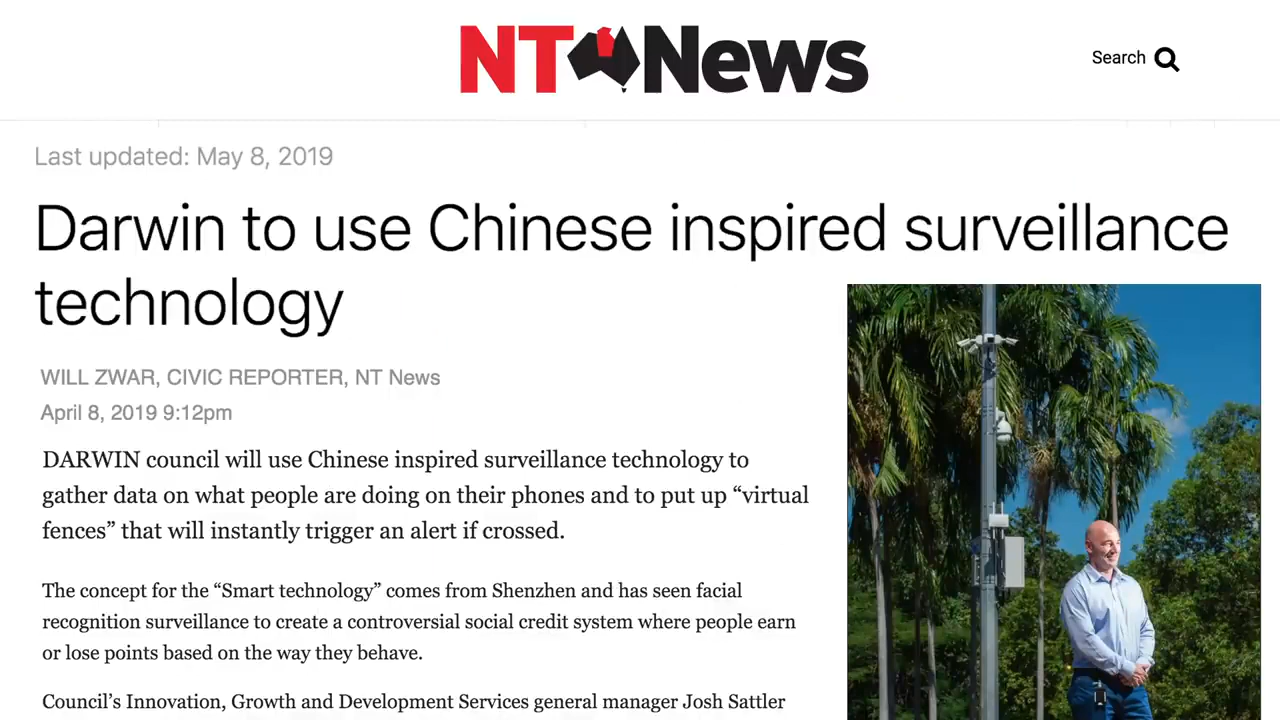 NT News
Search
Last updated: May 8, 2019
Darwin to use Chinese inspired surveillance
technology
WILL ZWAR, CIVIC REPORTER, NT News
April 8, 2019 9:12pm
DARWIN council will use Chinese inspired surveillance technology to
gather data on what people are doing on their phones and to put up “virtual
fences” that will instantly trigger an alert if crossed.
The concept for the “Smart technology” comes from Shenzhen and has seen facial
recognition surveillance to create a controversial social credit system where people earn
or lose points based on the way they behave.
Council’s Innovation, Growth and Development Services general manager Josh Sattler